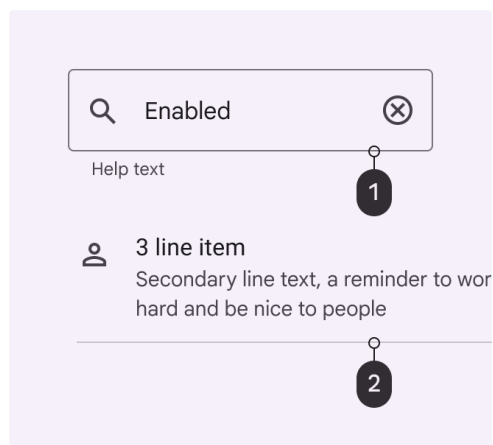 Enabled
Help text
1
3 line item
Secondary line text, a reminder to wor
hard and be nice to people
2